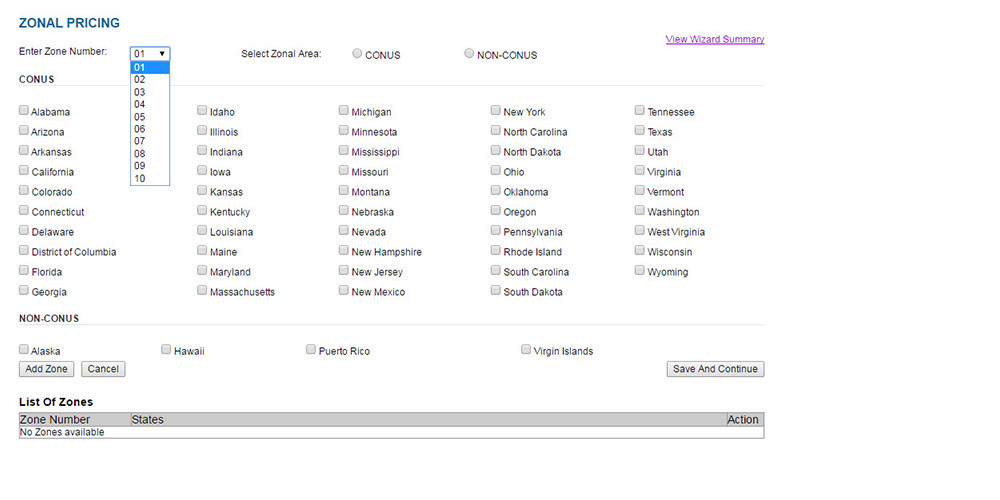 ZONAL PRICING
View Wizard Summary
Enter Zone Number: 01 Select Zonal Area: CONUS NON-CONUS
01
02
03
04
05
06
07
08
09
10
CONUS
Alabama Idaho Michigan New York Tennessee
Arizona Illinois Minnesota North Carolina Texas
Arkansas Indiana Mississippi North Dakota Utah
California Iowa Missouri Ohio Virginia
Colorado Kansas Montana Oklahoma Vermont
Connecticut Kentucky Nebraska Oregon Washington
Delaware Louisiana Nevada Pennsylvania West Virginia
District of Columbia Maine New Hampshire Rhode Island Wisconsin
Florida Maryland New Jersey South Carolina Wyoming
Georgia Massachusetts New Mexico South Dakota
NON-CONUS
Alaska Hawaii Puerto Rico Virgin Islands
Add Zone Cancel Save And Continue
List Of Zones
Zone Number States Action
No Zones available